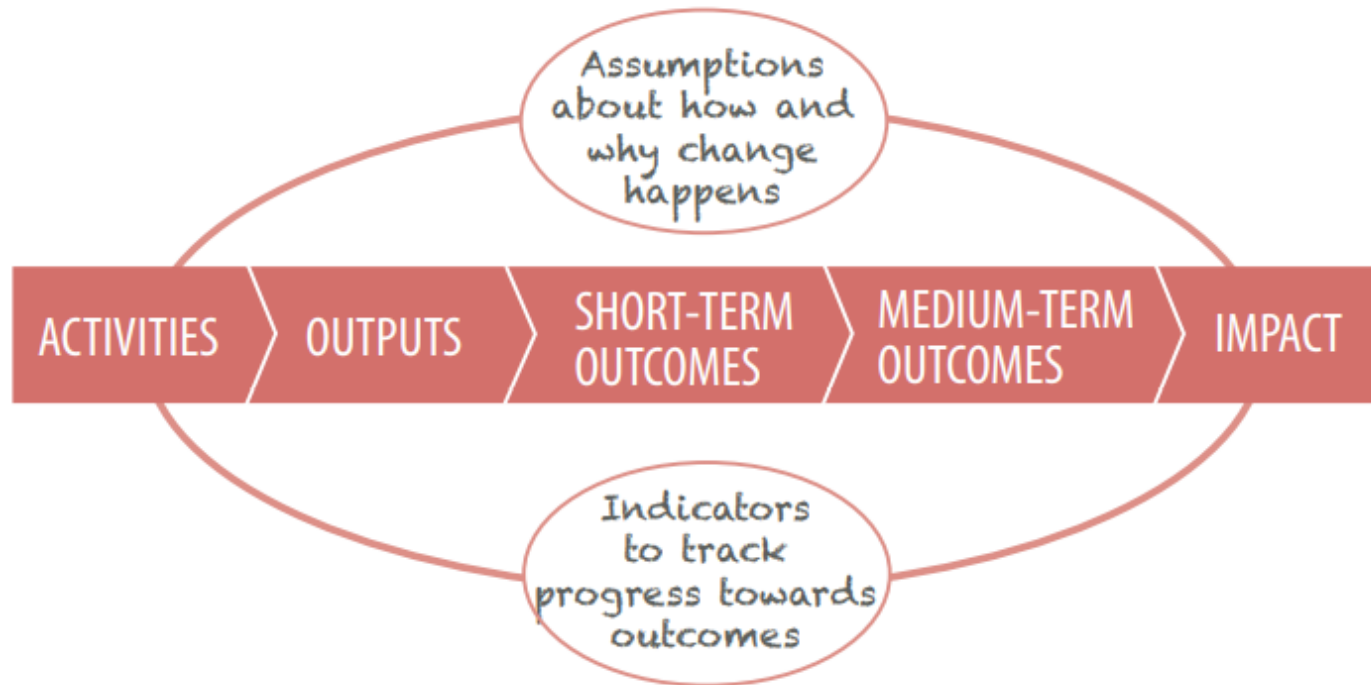 Assumptions
about how and
why change
happens
ACTIVITIES
OUTPUTS
SHORT-TERM
OUTCOMES
MEDIUM-TERM
OUTCOMES
IMPACT
Indicators
to track
progress towards
outcomes